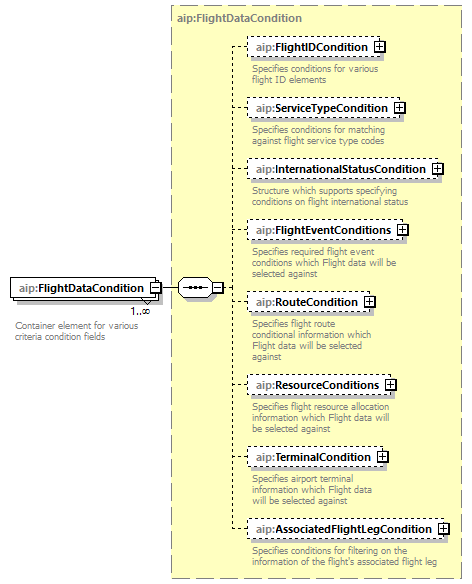 aip:FlightDataCondition
aip:FlightIDCondition
Specifies conditions for various
flight ID elements
aip:ServiceTypeCondition
Specifies conditions for matching
against flight service type codes
aip:InternationalStatusCondition
Structure which supports specifying
conditions on flight international status
aip:FlightEventConditions
Specifies required flight event
conditions which Flight data will be
selected against
aip:FlightDataCondition
1..∞
Container element for various
criteria condition fields
aip:RouteCondition
Specifies flight route
conditional information which
Flight data will be selected
against
aip:ResourceConditions
Specifies flight resource allocation
information which Flight data will
be selected against
aip:TerminalCondition
Specifies airport terminal
information which Flight data
will be selected against
aip:AssociatedFlightLegCondition
Specifies conditions for filtering on the
information of the flight's associated flight leg